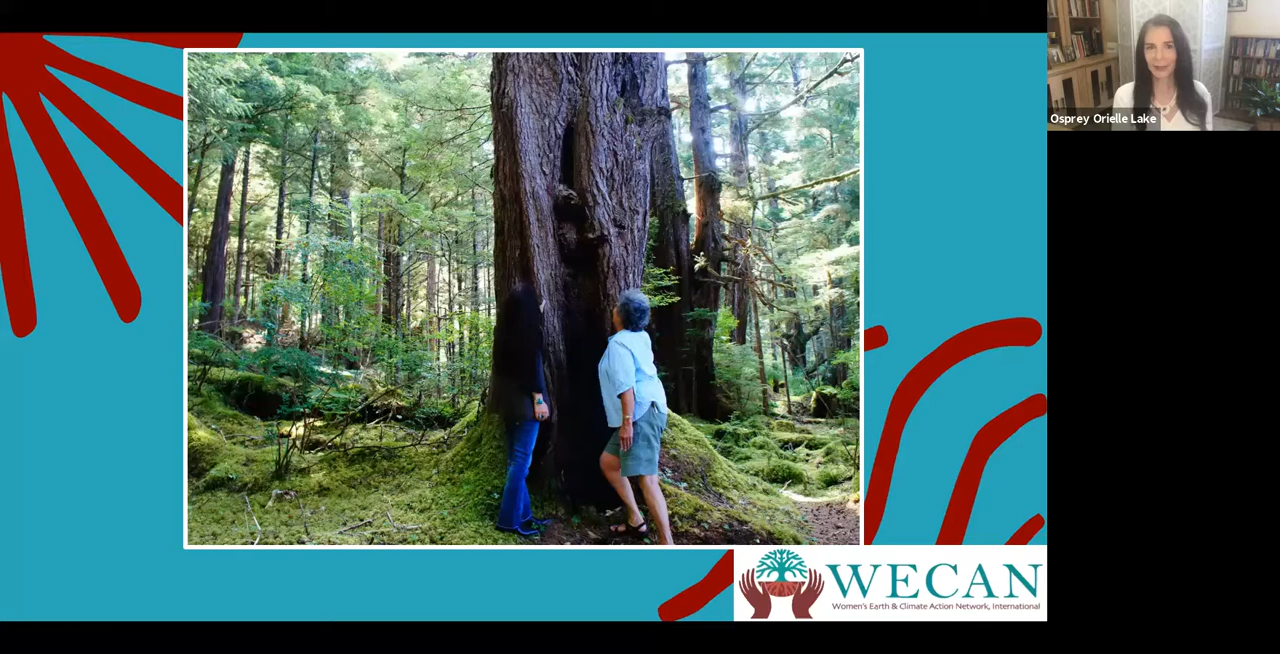 Osprey Orielle Lake
WECAN
Women's Earth & Climate Action Network, International